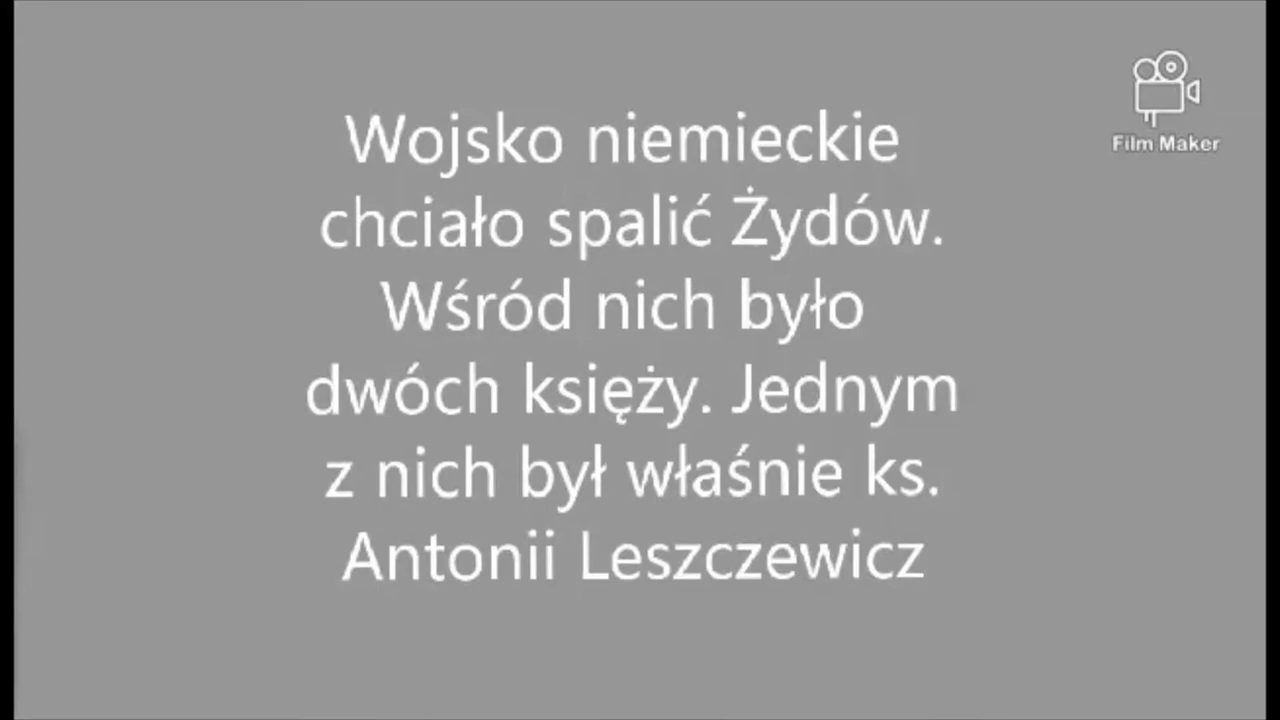 Film Maker
Wojsko niemieckie
chciało spalić Żydów.
Wśród nich było
dwóch księży. Jednym
z nich był właśnie ks.
Antonii Leszczewicz